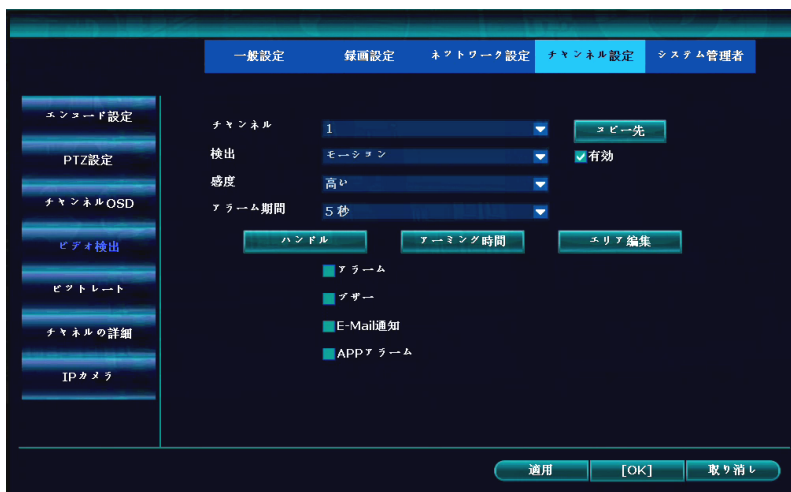 一般設定 録画設定 ネットワーク設定 チャンネル設定 システム管理者
エンコード設定
PTZ設定
チャンネルOSD
ビデオ検出
ビットレート
チャネルの詳細
IPカメラ
チャンネル 1 コピー先
検出 モーション 有効
感度 高い
アラーム期間 5 秒
ハンドル アーミング時間 エリア編集
アラーム
ブザー
E-Mail通知
APPアラーム
適用 [OK] 取り消し